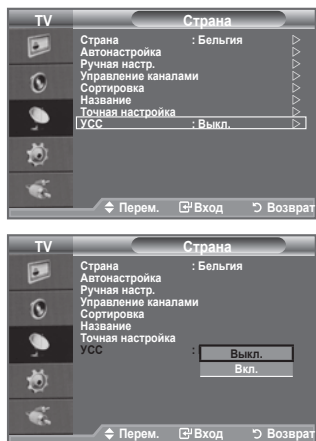 TV Страна
Страна : Бельгия
Автонастройка
Ручная настр.
Управление каналами
Сортировка
Название
Точная настройка
УСС : Выкл.
Перем. Вход Возврат
TV Страна
Страна : Бельгия
Автонастройка
Ручная настр.
Управление каналами
Сортировка
Название
Точная настройка
УСС : Выкл.
Вкл.
Перем. Вход Возврат